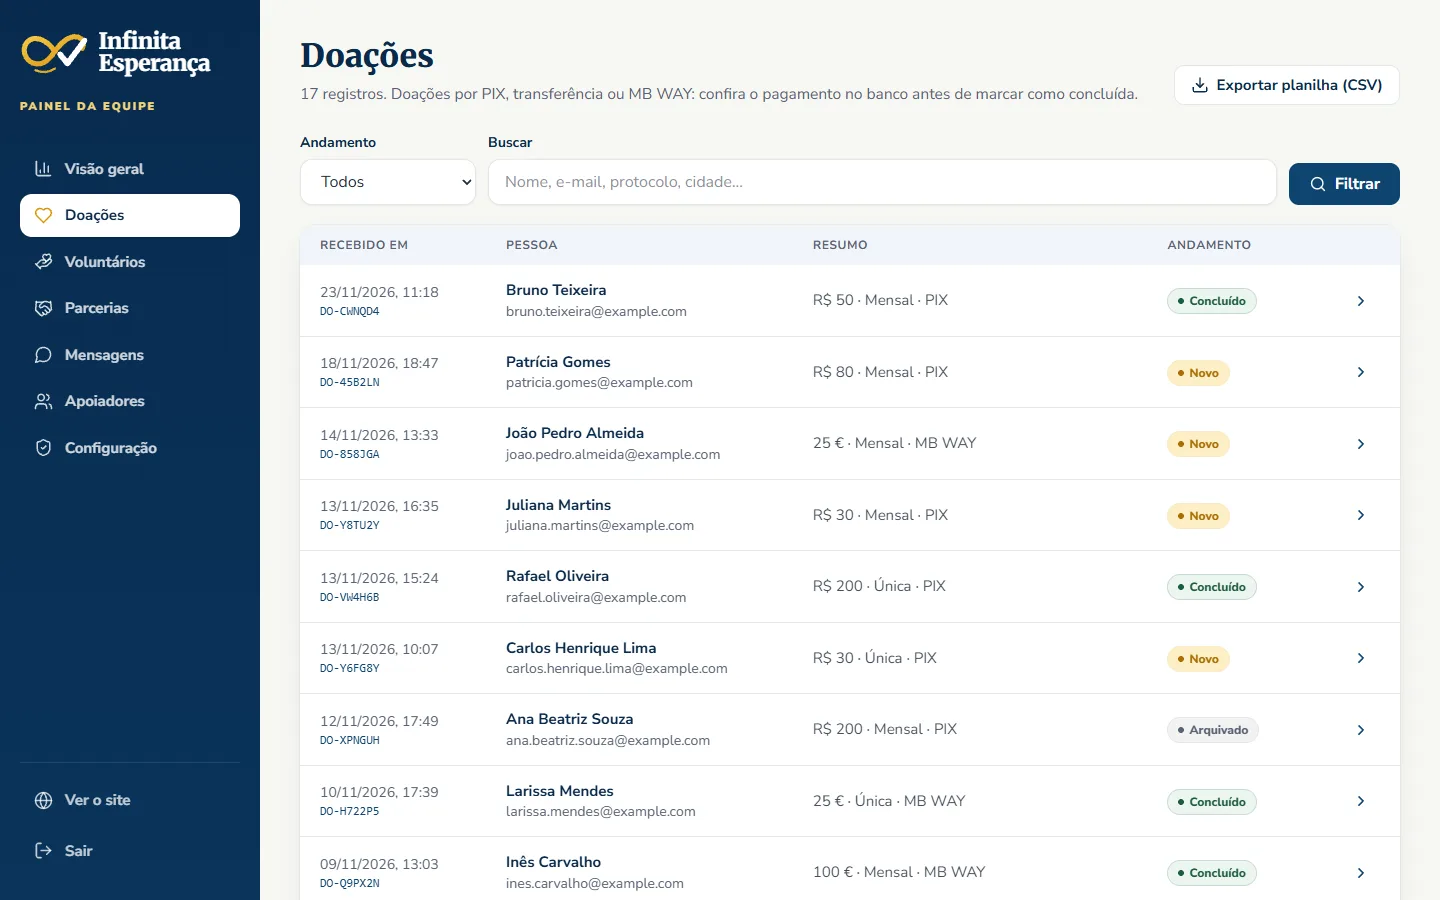 Infinita
Esperança
PAINEL DA EQUIPE
Visão geral
Doações
Voluntários
Parcerias
Mensagens
Apoiadores
Configuração
Ver o site
Sair
Doações
17 registros. Doações por PIX, transferência ou MB WAY: confira o pagamento no banco antes de marcar como concluída.
Exportar planilha (CSV)
Andamento
Buscar
Todos
Nome, e-mail, protocolo, cidade...
Filtrar
RECEBIDO EM PESSOA RESUMO ANDAMENTO
23/11/2026, 11:18 Bruno Teixeira R$ 50 · Mensal · PIX Concluído
DO-CWNQD4 bruno.teixeira@example.com
18/11/2026, 18:47 Patrícia Gomes R$ 80 · Mensal · PIX Novo
DO-45B2LN patricia.gomes@example.com
14/11/2026, 13:33 João Pedro Almeida 25 € · Mensal · MB WAY Novo
DO-858JGA joao.pedro.almeida@example.com
13/11/2026, 16:35 Juliana Martins R$ 30 · Mensal · PIX Novo
DO-Y8TU2Y juliana.martins@example.com
13/11/2026, 15:24 Rafael Oliveira R$ 200 · Única · PIX Concluído
DO-VW4H6B rafael.oliveira@example.com
13/11/2026, 10:07 Carlos Henrique Lima R$ 30 · Única · PIX Novo
DO-Y6FG8Y carlos.henrique.lima@example.com
12/11/2026, 17:49 Ana Beatriz Souza R$ 200 · Mensal · PIX Arquivado
DO-XPNGUH ana.beatriz.souza@example.com
10/11/2026, 17:39 Larissa Mendes 25 € · Única · MB WAY Concluído
DO-H722P5 larissa.mendes@example.com
09/11/2026, 13:03 Inês Carvalho 100 € · Mensal · MB WAY Concluído
DO-Q9PX2N ines.carvalho@example.com